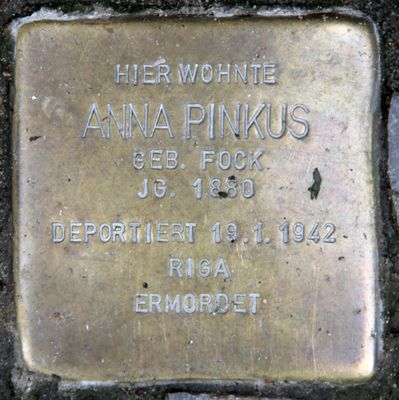 HIER WOHNTE
ANNA PINKUS
GEB. FOCK
JG. 1880
DEPORTIERT 19.1.1942
RIGA
ERMORDET